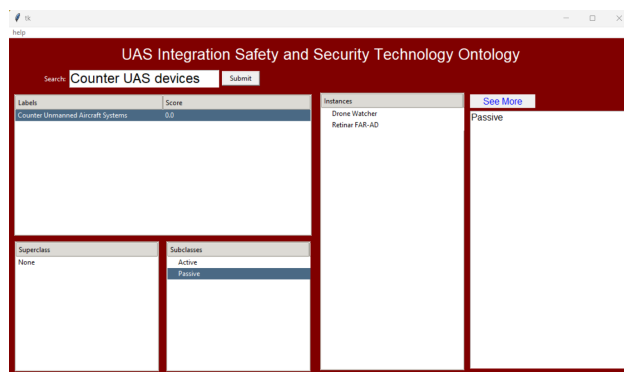 tk
help
UAS Integration Safety and Security Technology Ontology
Search: Counter UAS devices Submit
Labels Score
Counter Unmanned Aircraft Systems 0.0
Instances
Drone Watcher
Retinar FAR-AD
See More
Passive
Superclass
None
Subclasses
Active
Passive